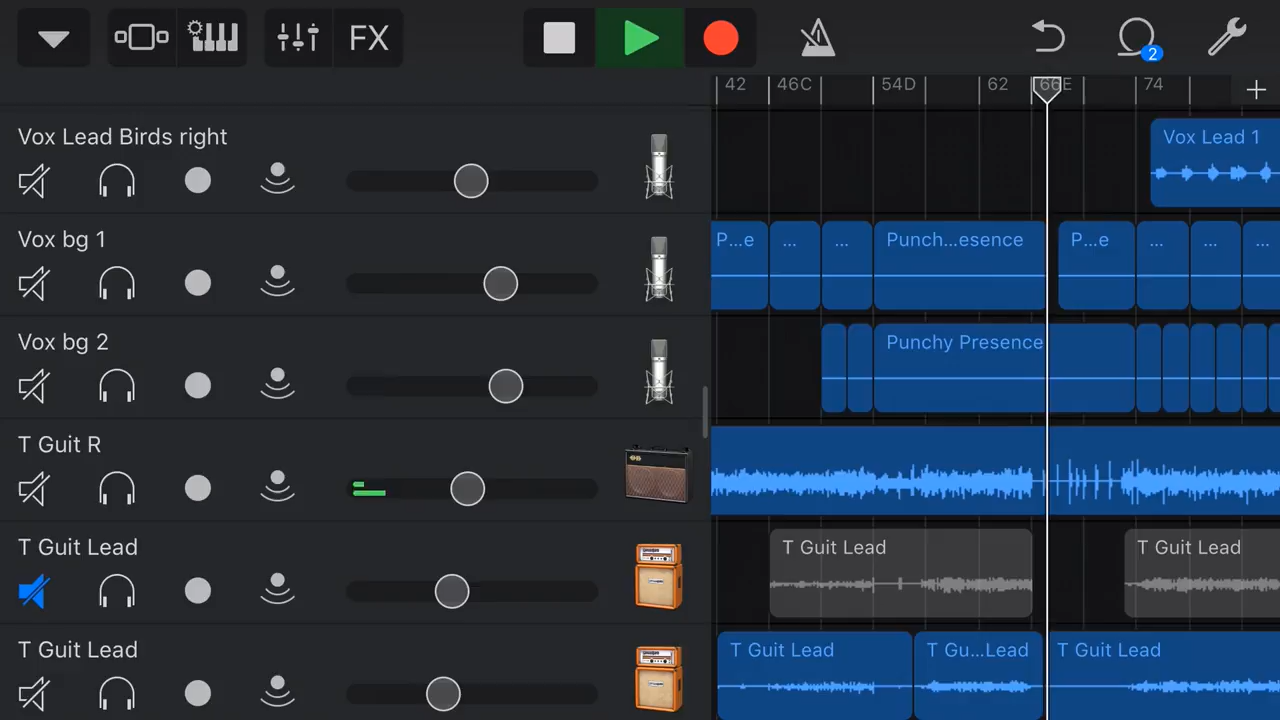 FX
2
42 46C 54D 62 66E 74
Vox Lead Birds right
Vox Lead 1
Vox bg 1
P...e ... ... Punch...esence P...e ... ... ...
Vox bg 2
Punchy Presence
T Guit R
T Guit Lead
T Guit Lead T Guit Lead
T Guit Lead
T Guit Lead T Gu...Lead T Guit Lead